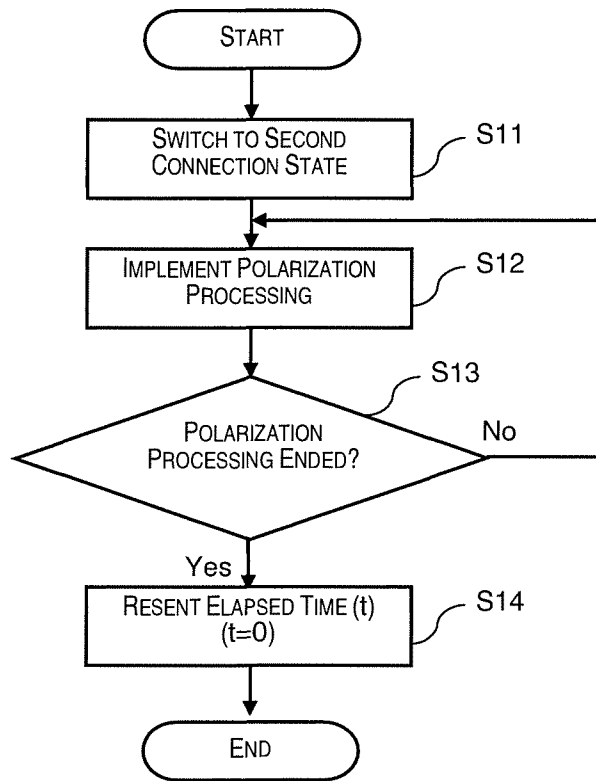 START
SWITCH TO SECOND
CONNECTION STATE
S11
IMPLEMENT POLARIZATION
PROCESSING
S12
S13
POLARIZATION
PROCESSING ENDED?
No
Yes
RESENT ELAPSED TIME (t)
(t=0)
S14
END